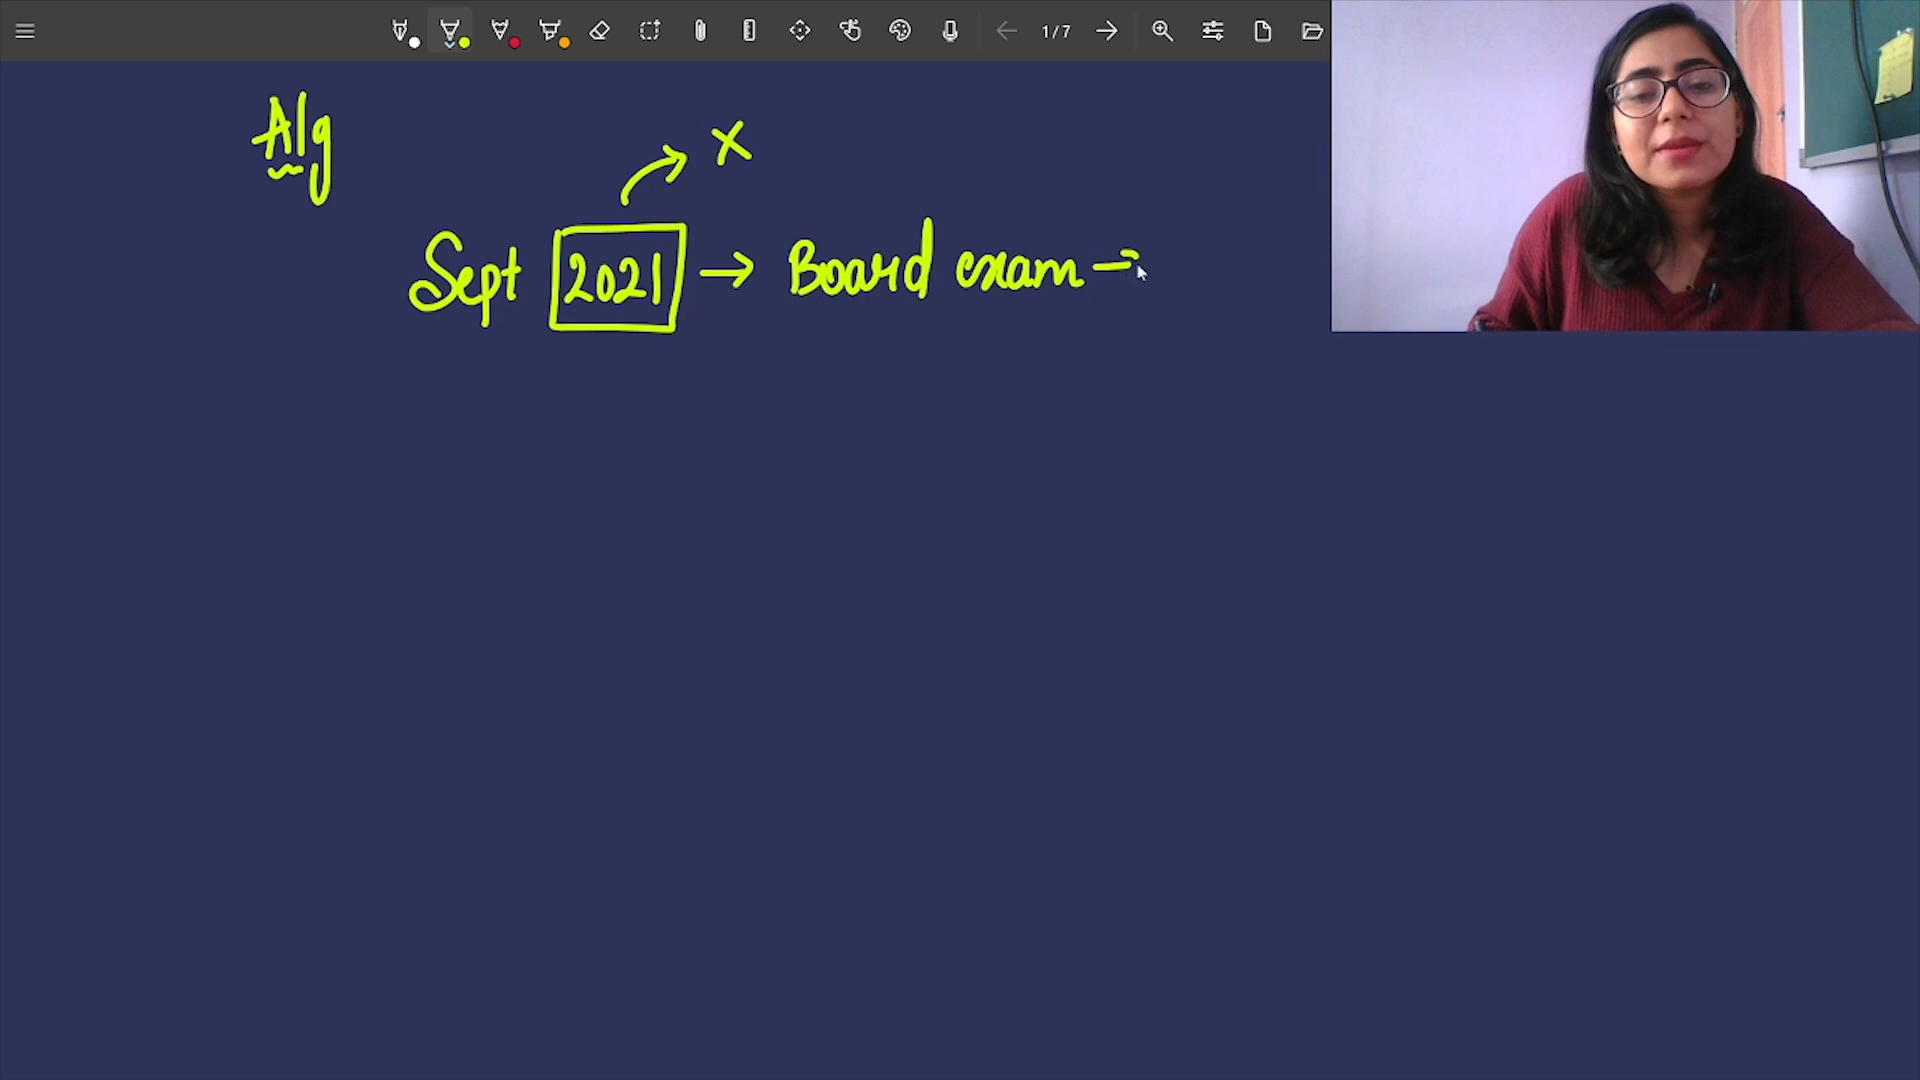 1/7
Alg
→ X
Sept 2021 → Board exam →